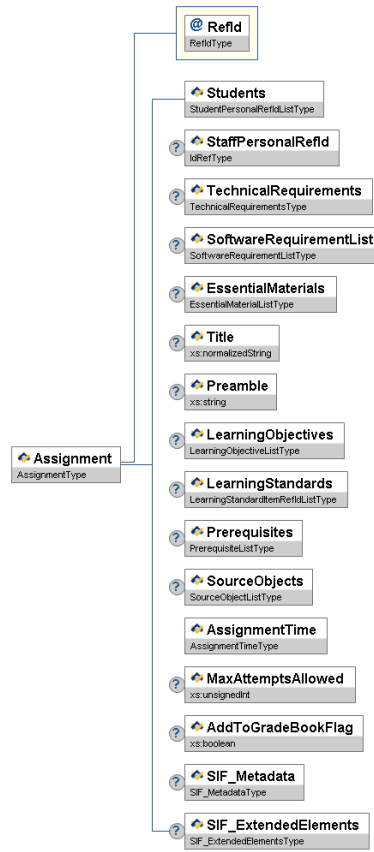 @ RefId
RefIdType
Students
StudentPersonalRefIdListType
? StaffPersonalRefId
IdRefType
? TechnicalRequirements
TechnicalRequirementsType
? SoftwareRequirementList
SoftwareRequirementListType
? EssentialMaterials
EssentialMaterialListType
? Title
xs:normalizedString
? Preamble
xs:string
Assignment
AssignmentType
? LearningObjectives
LearningObjectiveListType
? LearningStandards
LearningStandardItemRefIdListType
? Prerequisites
PrerequisiteListType
? SourceObjects
SourceObjectListType
AssignmentTime
AssignmentTimeType
? MaxAttemptsAllowed
xs:unsignedInt
? AddToGradeBookFlag
xs:boolean
? SIF_Metadata
SIF_MetadataType
? SIF_ExtendedElements
SIF_ExtendedElementsType